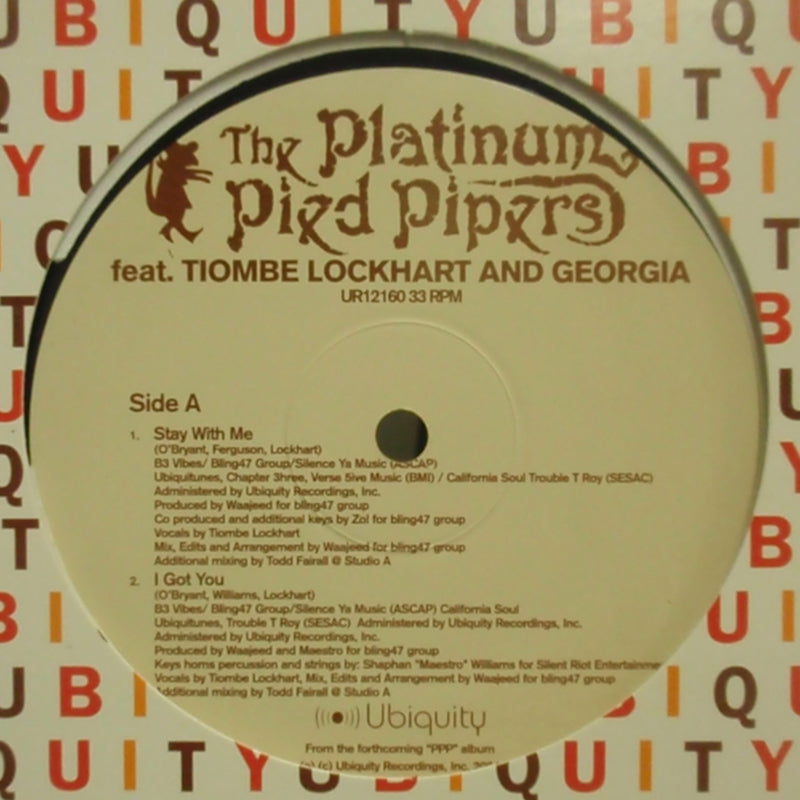 The Platinum
Pied Pipers
feat. TIOMBE LOCKHART AND GEORGIA
UR12160 33 RPM
Side A
1. Stay With Me
(O'Bryant, Ferguson, Lockhart)
B3 Vibes/ Bling47 Group/Silence Ya Music (ASCAP)
Ubiquitunes, Chapter 3hree, Verse 5ive Music (BMI) / California Soul Trouble T Roy (SESAC)
Administered by Ubiquity Recordings, Inc.
Produced by Waajeed for bling47 group
Co produced and additional keys by Zol for bling47 group
Vocals by Tiombe Lockhart
Mix, Edits and Arrangement by Waajeed for bling47 group
Additional mixing by Todd Fairall @ Studio A
2. I Got You
(O'Bryant, Williams, Lockhart)
B3 Vibes/ Bling47 Group/Silence Ya Music (ASCAP) California Soul
Ubiquitunes, Trouble T Roy (SESAC) Administered by Ubiquity Recordings, Inc.
Administered by Ubiquity Recordings, Inc.
Produced by Waajeed and Maestro for bling47 group
Keys horns percussion and strings by: Shaphan "Maestro" Williams for Silent Riot Entertainme
Vocals by Tiombe Lockhart, Mix, Edits and Arrangement by Waajeed for bling47 group
Additional mixing by Todd Fairall @ Studio A
Ubiquity
From the forthcoming "PPP" album
(p) (c) Ubiquity Recordings, Inc.